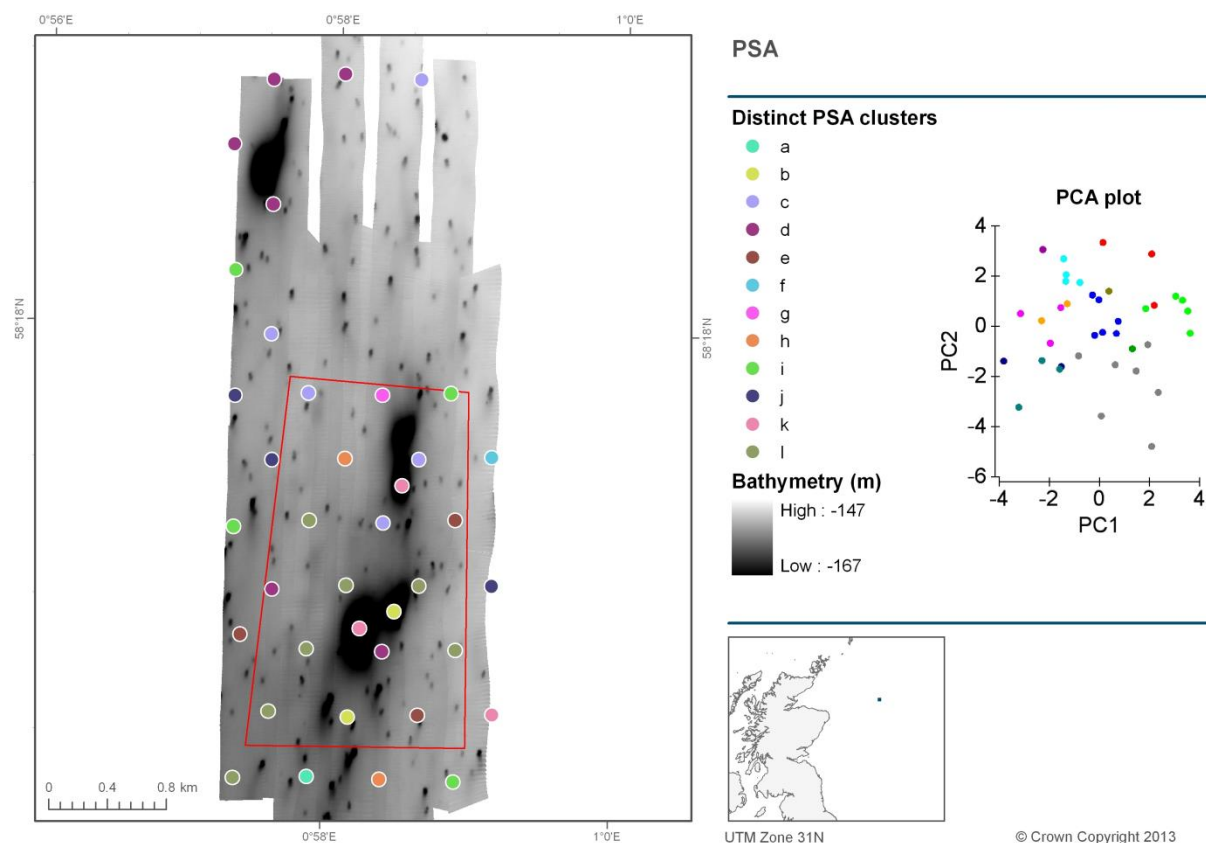 0°56'E
0°58'E
1°0'E
58°18'N
58°18'N
0
0.4
0.8 km
0°58'E
1°0'E
PSA
Distinct PSA clusters
a
b
c
d
e
f
g
h
i
j
k
l
Bathymetry (m)
High : -147
Low : -167
PCA plot
4
2
0
-2
-4
-6
PC2
-4
-2
0
2
4
PC1
UTM Zone 31N
© Crown Copyright 2013